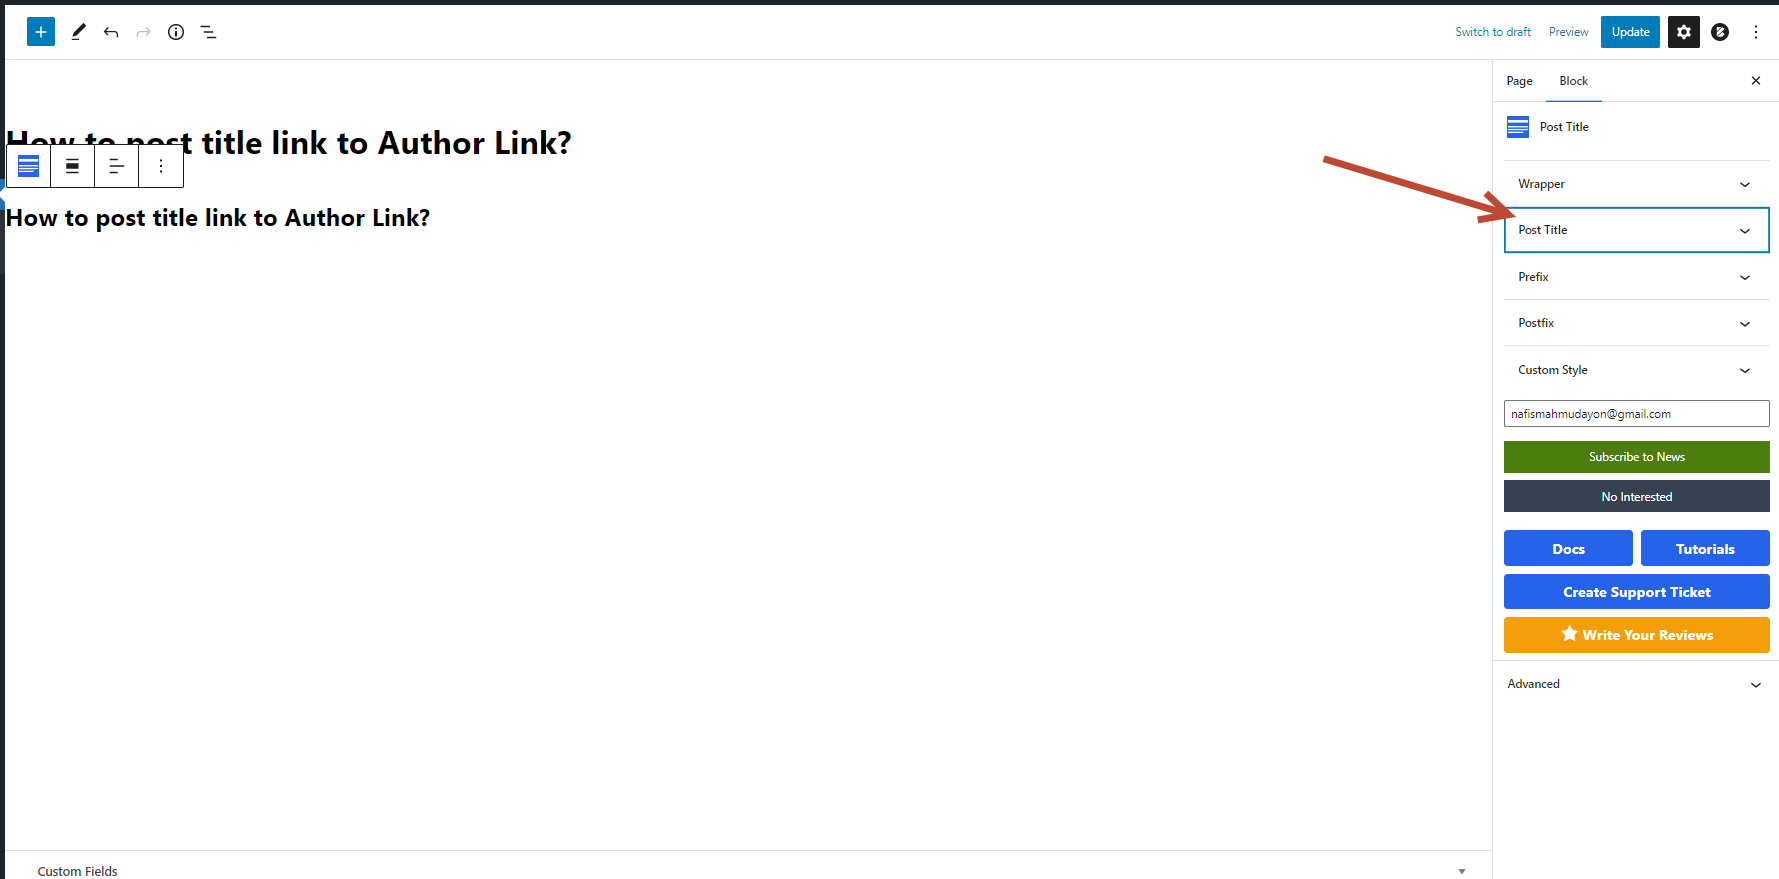 Switch to draft
Preview
Update
How to post title link to Author Link?
How to post title link to Author Link?
Page
Block
Post Title
Wrapper
Post Title
Prefix
Postfix
Custom Style
nafismahmudayon@gmail.com
Subscribe to News
No Interested
Docs
Tutorials
Create Support Ticket
Write Your Reviews
Advanced
Custom Fields